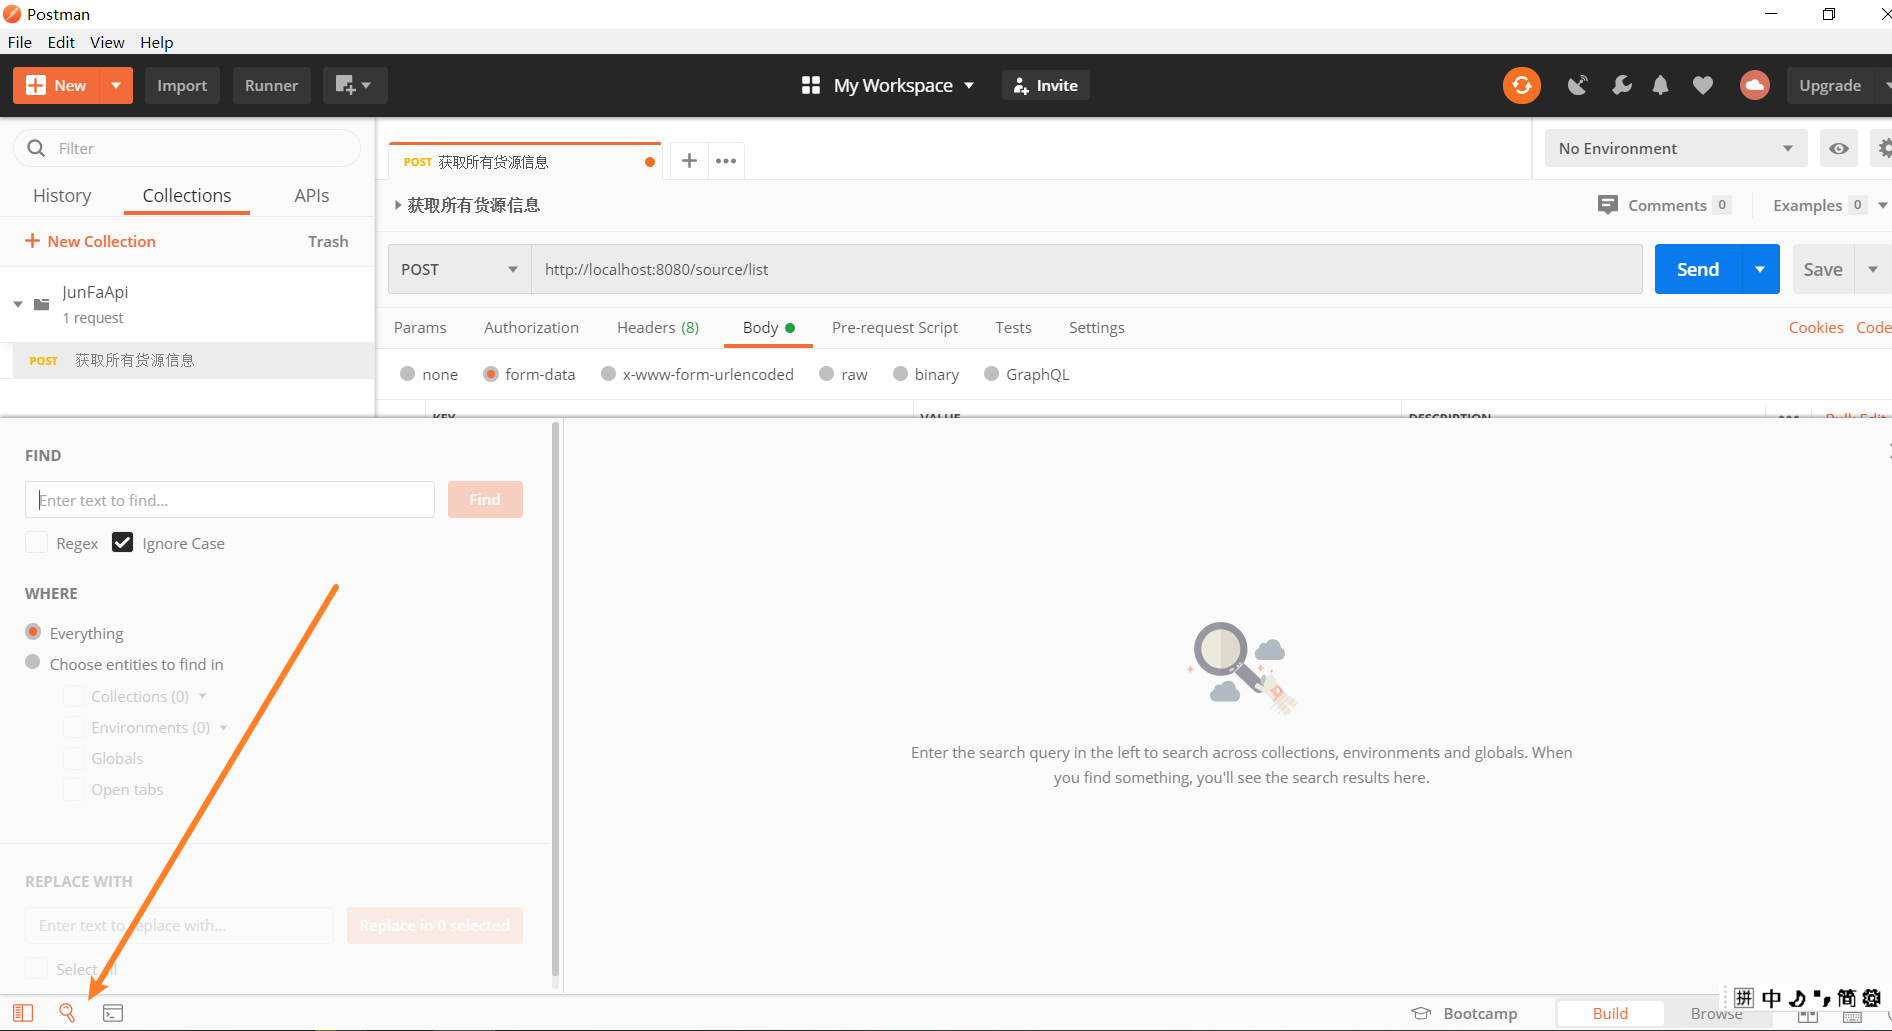 Postman
File Edit View Help
New Import Runner My Workspace Invite Upgrade
Filter
History Collections APIs
New Collection Trash
JunFaApi
1 request
POST 获取所有货源信息
POST 获取所有货源信息
No Environment
获取所有货源信息
Comments 0 Examples 0
POST http://localhost:8080/source/list Send Save
Params Authorization Headers (8) Body Pre-request Script Tests Settings Cookies Code
none form-data x-www-form-urlencoded raw binary GraphQL
KEY VALUE DESCRIPTION Bulk Edit
FIND
Enter text to find... Find
Regex Ignore Case
WHERE
Everything
Choose entities to find in
Collections (0)
Environments (0)
Globals
Open tabs
REPLACE WITH
Enter text to replace with... Replace in 0 selected
Select all
Enter the search query in the left to search across collections, environments and globals. When
you find something, you'll see the search results here.
拼 中 简
Bootcamp Build Browse